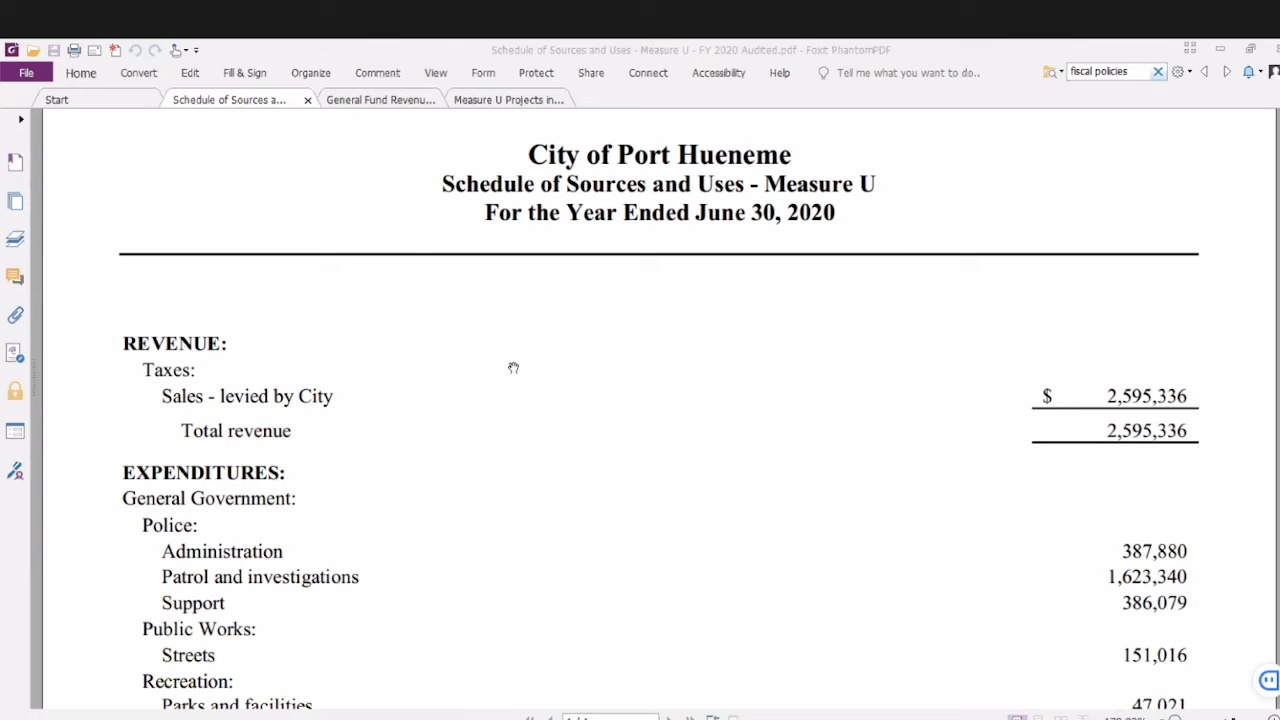 Schedule of Sources and Uses - Measure U - FY 2020 Audited.pdf - Foxit PhantomPDF
File Home Convert Edit Fill & Sign Organize Comment View Form Protect Share Connect Accessibility Help Tell me what you want to do.. fiscal policies
Start Schedule of Sources a... General Fund Revenu... Measure U Projects in...
City of Port Hueneme
Schedule of Sources and Uses - Measure U
For the Year Ended June 30, 2020
REVENUE:
Taxes:
Sales - levied by City $ 2,595,336
Total revenue 2,595,336
EXPENDITURES:
General Government:
Police:
Administration 387,880
Patrol and investigations 1,623,340
Support 386,079
Public Works:
Streets 151,016
Recreation:
Parks and facilities 47,021